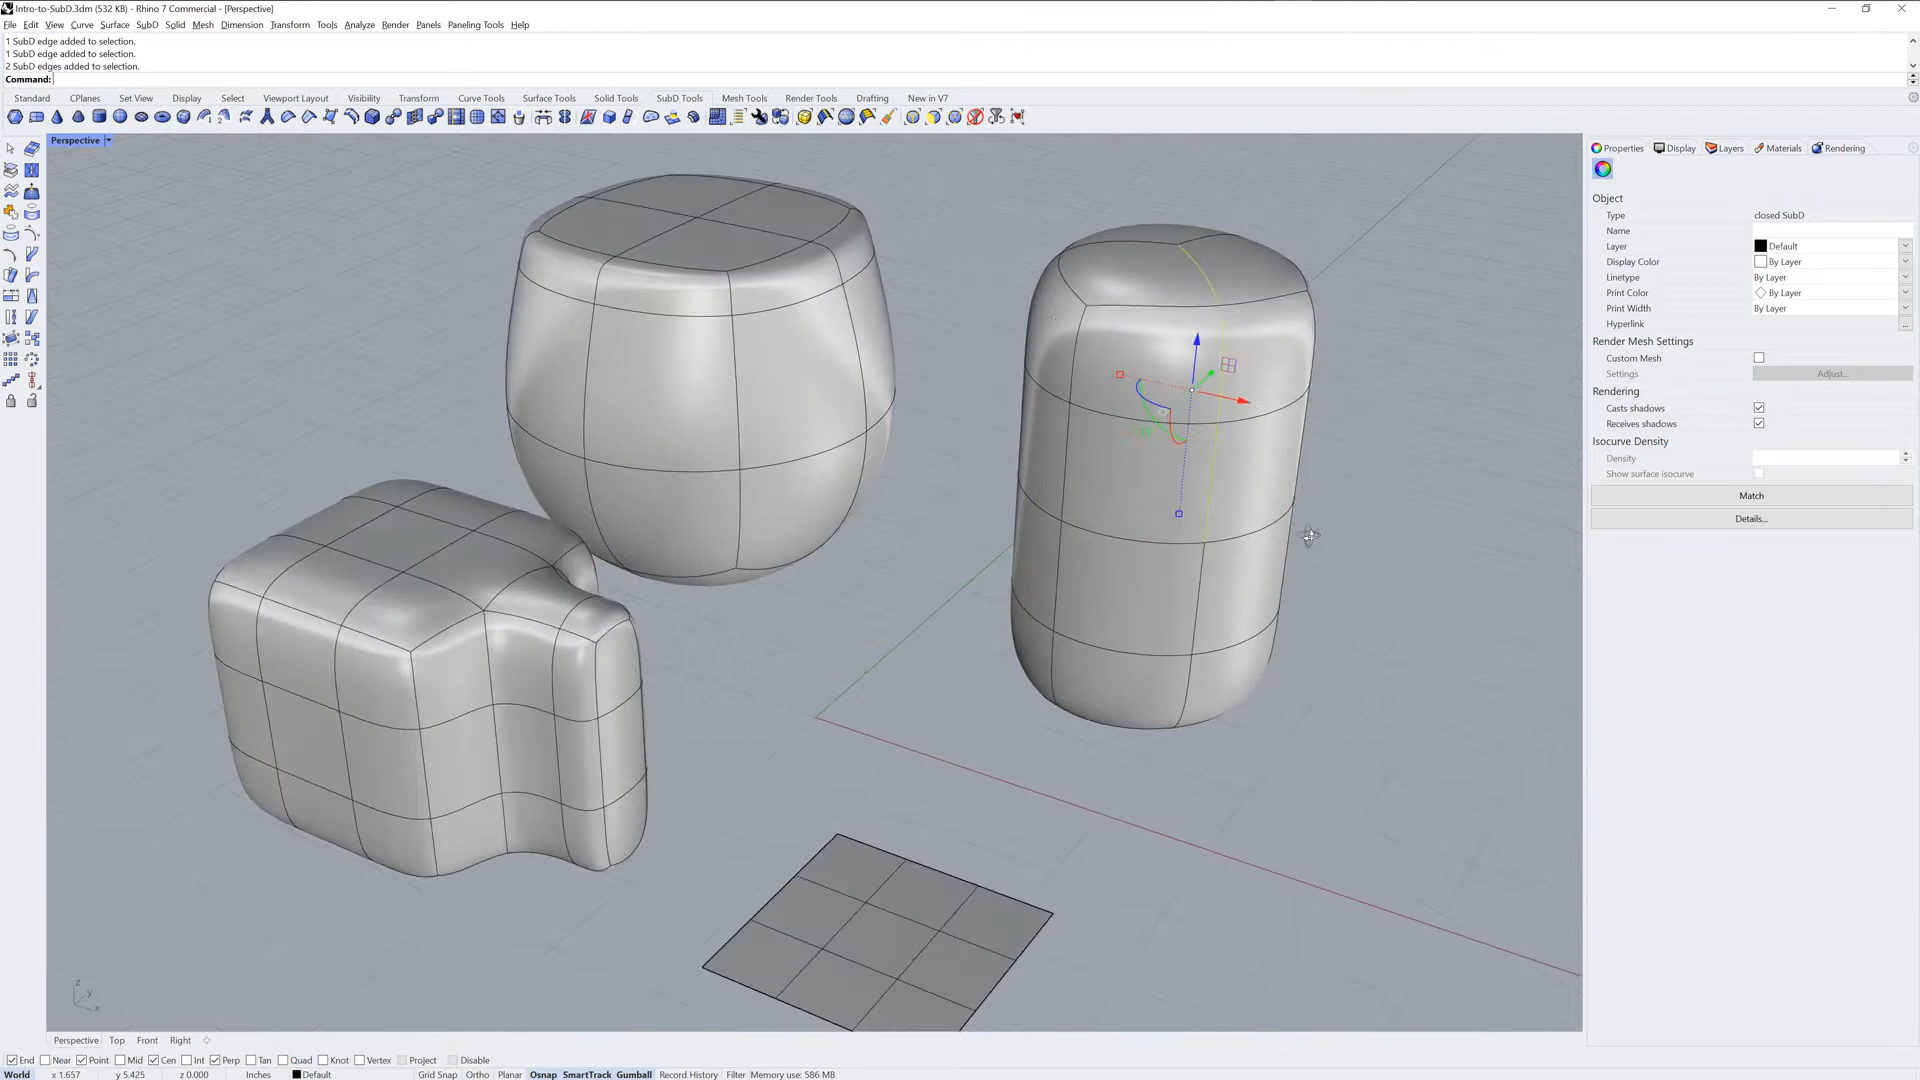 Intro-to-SubD.3dm (532 KB) - Rhino 7 Commercial - [Perspective]
File Edit View Curve Surface Solid SubD Mesh Dimension Transform Tools Analyze Render Panels Paneling Tools Help
1 SubD edge added to selection.
1 SubD edge added to selection.
2 SubD edges added to selection.
Command:
Standard CPlanes Set View Display Select Viewport Layout Visibility Transform Curve Tools Surface Tools Solid Tools SubD Tools Mesh Tools Render Tools Drafting New in V7
Perspective
Properties Display Layers Materials Rendering
Object
Type closed SubD
Name
Layer Default
Display Color By Layer
Linetype By Layer
Print Color By Layer
Print Width By Layer
Hyperlink ...
Render Mesh Settings
Custom Mesh
Settings Adjust...
Rendering
Casts shadows
Receives shadows
Isocurve Density
Density
Show surface isocurve
Match
Details...
z
y
x
Perspective Top Front Right
End Near Point Mid Cen Int Perp Tan Quad Knot Vertex Project Disable
World x 1.657 y 5.425 z 0.000 Inches Default Grid Snap Ortho Planar Osnap SmartTrack Gumball Record History Filter Memory use: 586 MB